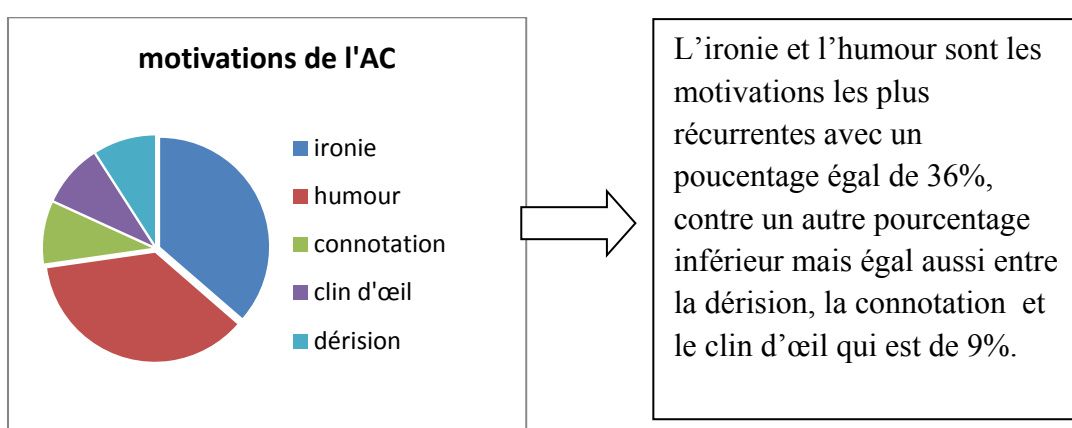 motivations de l'AC
ironie
humour
connotation
clin d'œil
dérision
L’ironie et l’humour sont les
motivations les plus
récurrentes avec un
poucentage égal de 36%,
contre un autre pourcentage
inférieur mais égal aussi entre
la dérision, la connotation  et
le clin d’œil qui est de 9%.